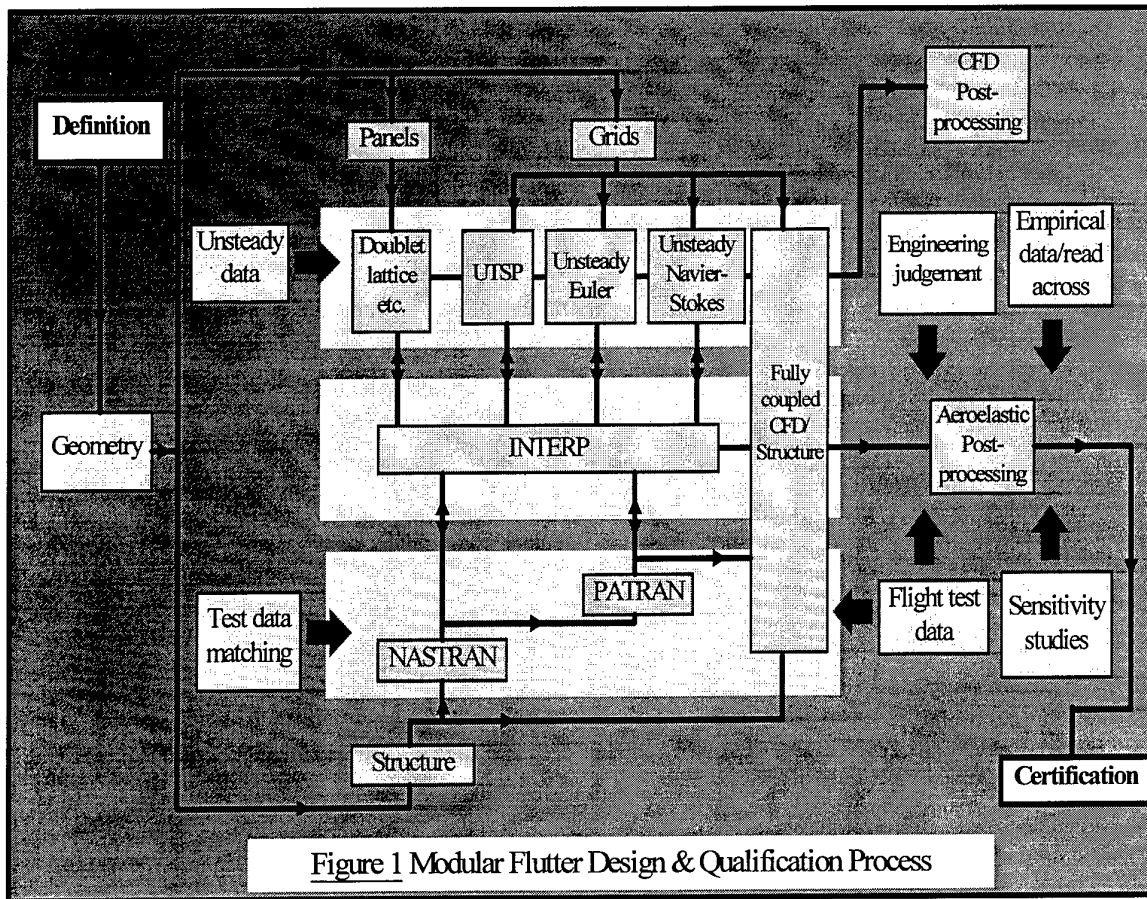 CFD
Post-
processing
Definition
Panels
Grids
Unsteady
data
Doublet
lattice
etc.
UTSP
Unsteady
Euler
Unsteady
Navier-
Stokes
Engineering
judgement
Empirical
data/read
across
Geometry
INTERP
Fully
coupled
CFD/
Structure
Aeroelastic
Post-
processing
Test data
matching
PATRAN
NASTRAN
Flight test
data
Sensitivity
studies
Structure
Certification
Figure 1 Modular Flutter Design & Qualification Process